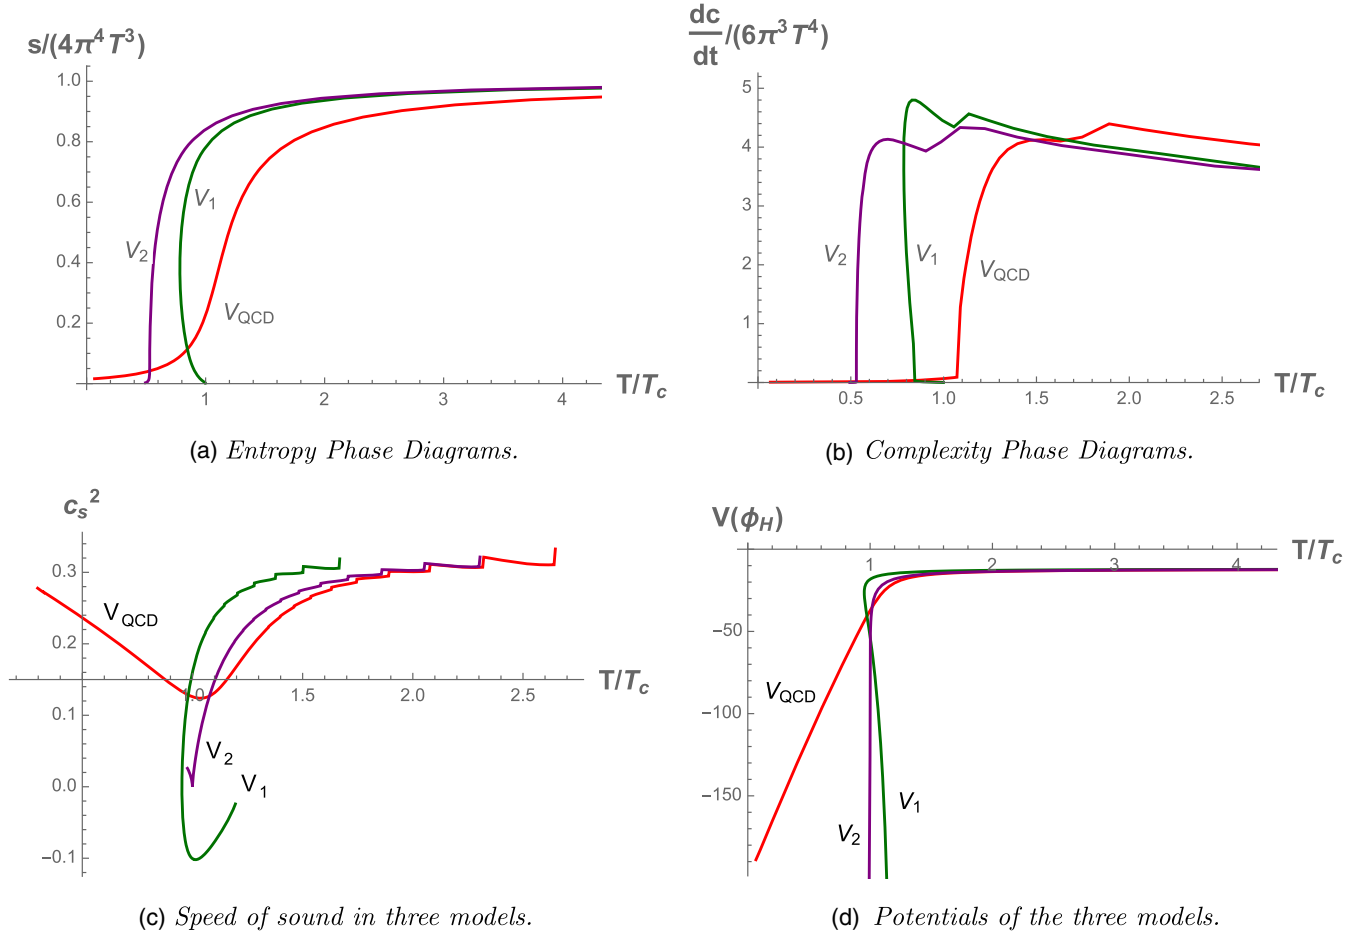 s/(4π⁴T³)
1.0
0.8
0.6
0.4
0.2
V₁
V₂
V_QCD
1
2
3
4
T/T_c
(a) Entropy Phase Diagrams.
dc/dt/(6π³T⁴)
5
4
3
2
1
V₂
V₁
V_QCD
0.5
1.0
1.5
2.0
2.5
T/T_c
(b) Complexity Phase Diagrams.
c_s²
0.3
0.2
0.1
0.0
−0.1
V_QCD
V₂
V₁
1.0
1.5
2.0
2.5
T/T_c
(c) Speed of sound in three models.
V(ϕ_H)
T/T_c
1
2
3
4
−50
−100
−150
V_QCD
V₁
V₂
(d) Potentials of the three models.